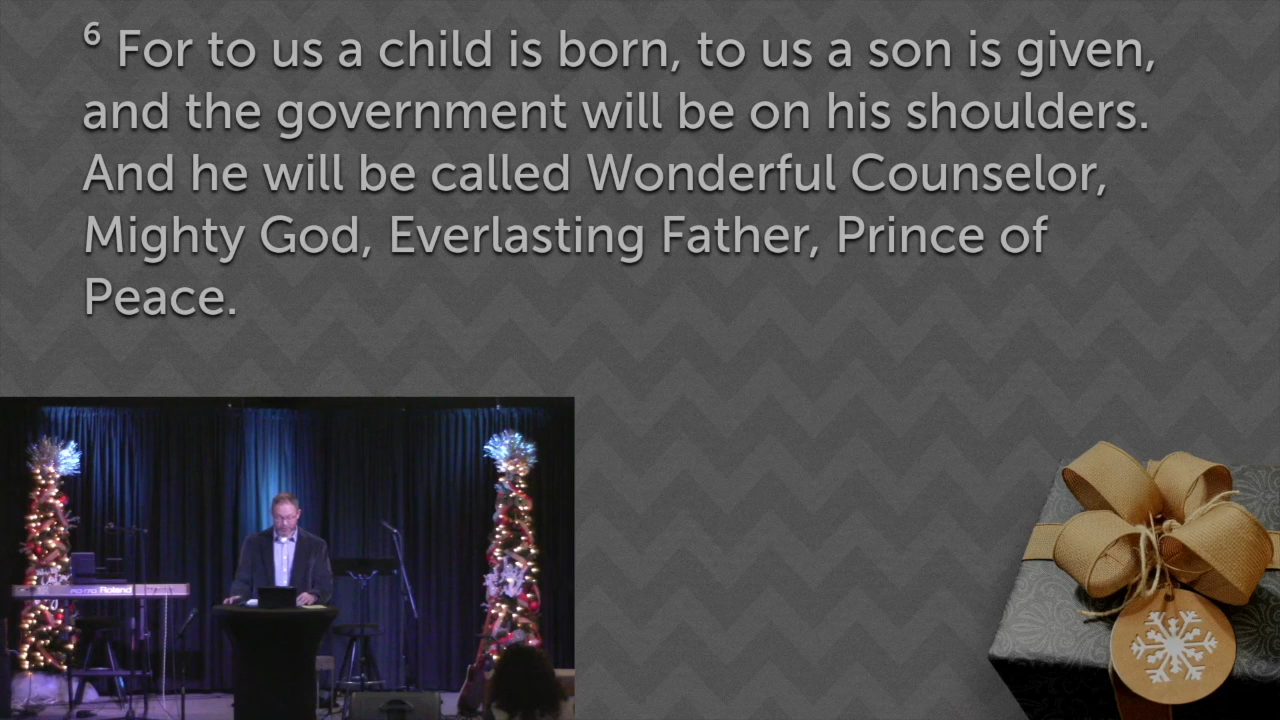 6 For to us a child is born, to us a son is given,
and the government will be on his shoulders.
And he will be called Wonderful Counselor,
Mighty God, Everlasting Father, Prince of
Peace.
Roland